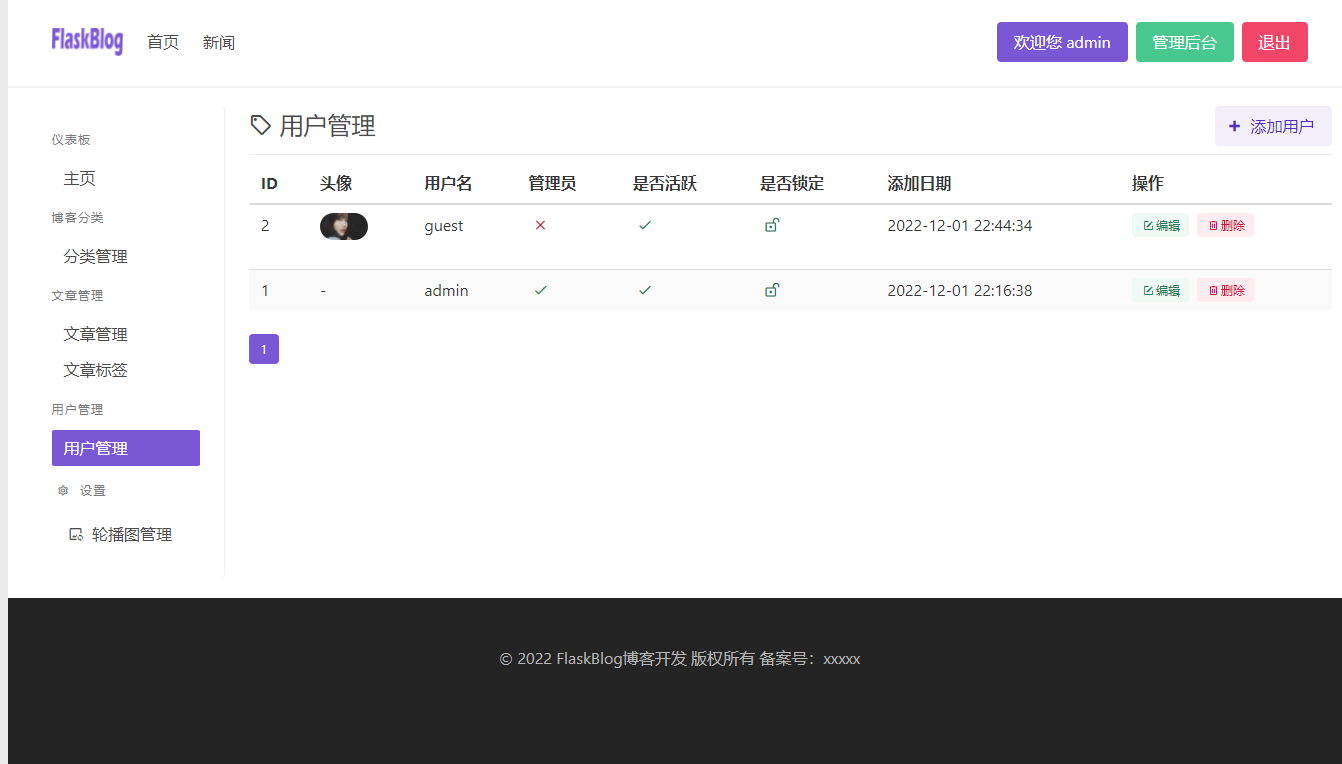 FlaskBlog 首页 新闻 欢迎您 admin 管理后台 退出
仪表板
主页
博客分类
分类管理
文章管理
文章管理
文章标签
用户管理
用户管理
设置
轮播图管理
用户管理 添加用户
ID 头像 用户名 管理员 是否活跃 是否锁定 添加日期 操作
2 guest 2022-12-01 22:44:34 编辑 删除
1 - admin 2022-12-01 22:16:38 编辑 删除
1
© 2022 FlaskBlog博客开发 版权所有 备案号：xxxxx